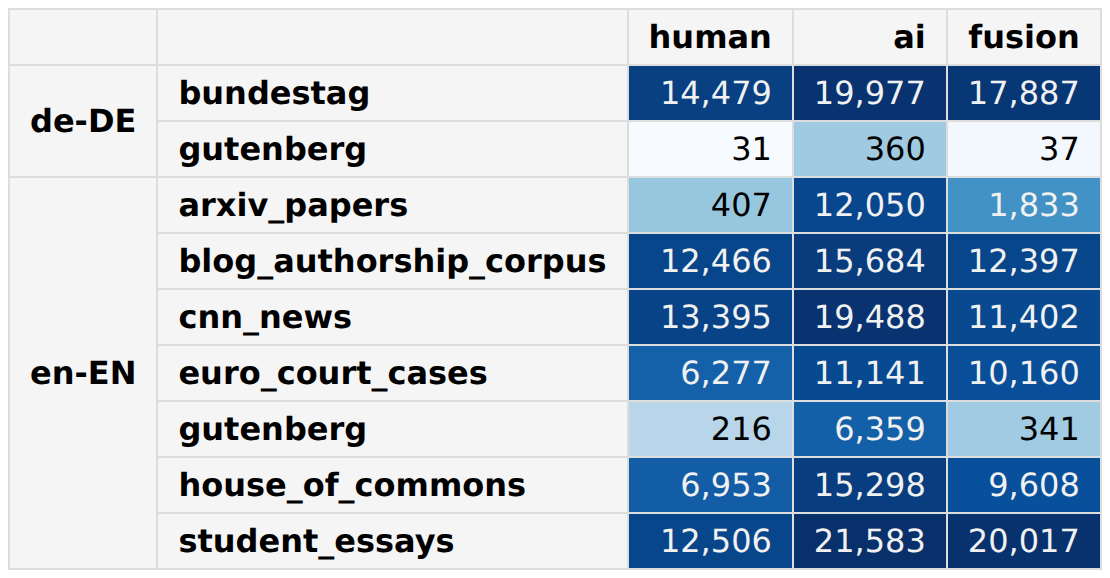 human ai fusion
de-DE bundestag 14,479 19,977 17,887
gutenberg 31 360 37
en-EN arxiv_papers 407 12,050 1,833
blog_authorship_corpus 12,466 15,684 12,397
cnn_news 13,395 19,488 11,402
euro_court_cases 6,277 11,141 10,160
gutenberg 216 6,359 341
house_of_commons 6,953 15,298 9,608
student_essays 12,506 21,583 20,017